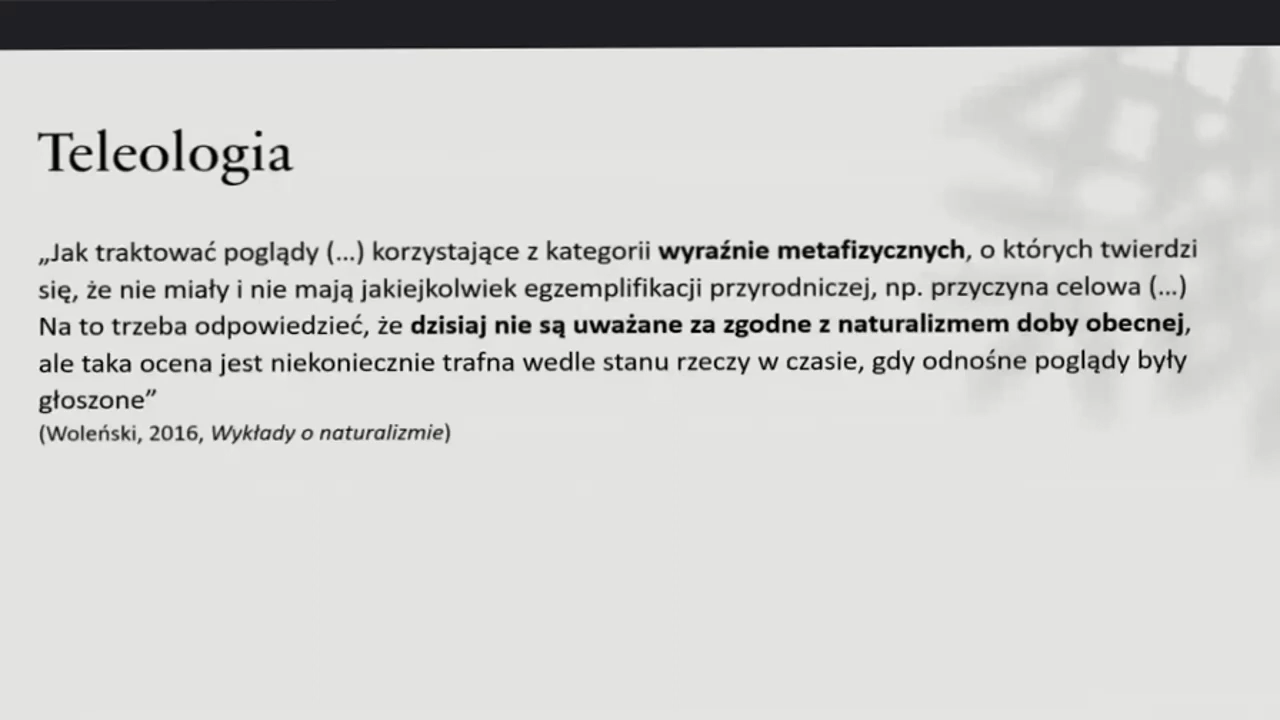 Teleologia
„Jak traktować poglądy (...) korzystające z kategorii wyraźnie metafizycznych, o których twierdzi
się, że nie miały i nie mają jakiejkolwiek egzemplifikacji przyrodniczej, np. przyczyna celowa (...)
Na to trzeba odpowiedzieć, że dzisiaj nie są uważane za zgodne z naturalizmem doby obecnej,
ale taka ocena jest niekoniecznie trafna wedle stanu rzeczy w czasie, gdy odnośne poglądy były
głoszone”
(Woleński, 2016, Wykłady o naturalizmie)